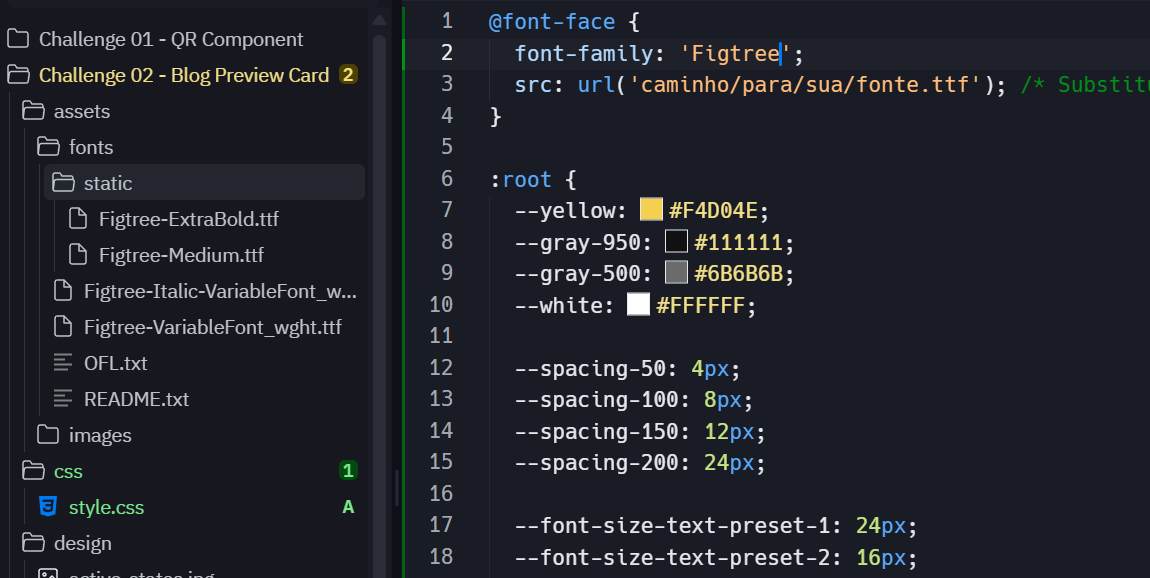 Challenge 01 - QR Component
Challenge 02 - Blog Preview Card 2
assets
fonts
static
Figtree-ExtraBold.ttf
Figtree-Medium.ttf
Figtree-Italic-VariableFont_w...
Figtree-VariableFont_wght.ttf
OFL.txt
README.txt
images
css 1
style.css A
design
active-states.jpg
1 @font-face {
2 font-family: 'Figtree';
3 src: url('caminho/para/sua/fonte.ttf'); /* Substitu
4 }
5
6 :root {
7 --yellow: #F4D04E;
8 --gray-950: #111111;
9 --gray-500: #6B6B6B;
10 --white: #FFFFFF;
11
12 --spacing-50: 4px;
13 --spacing-100: 8px;
14 --spacing-150: 12px;
15 --spacing-200: 24px;
16
17 --font-size-text-preset-1: 24px;
18 --font-size-text-preset-2: 16px;